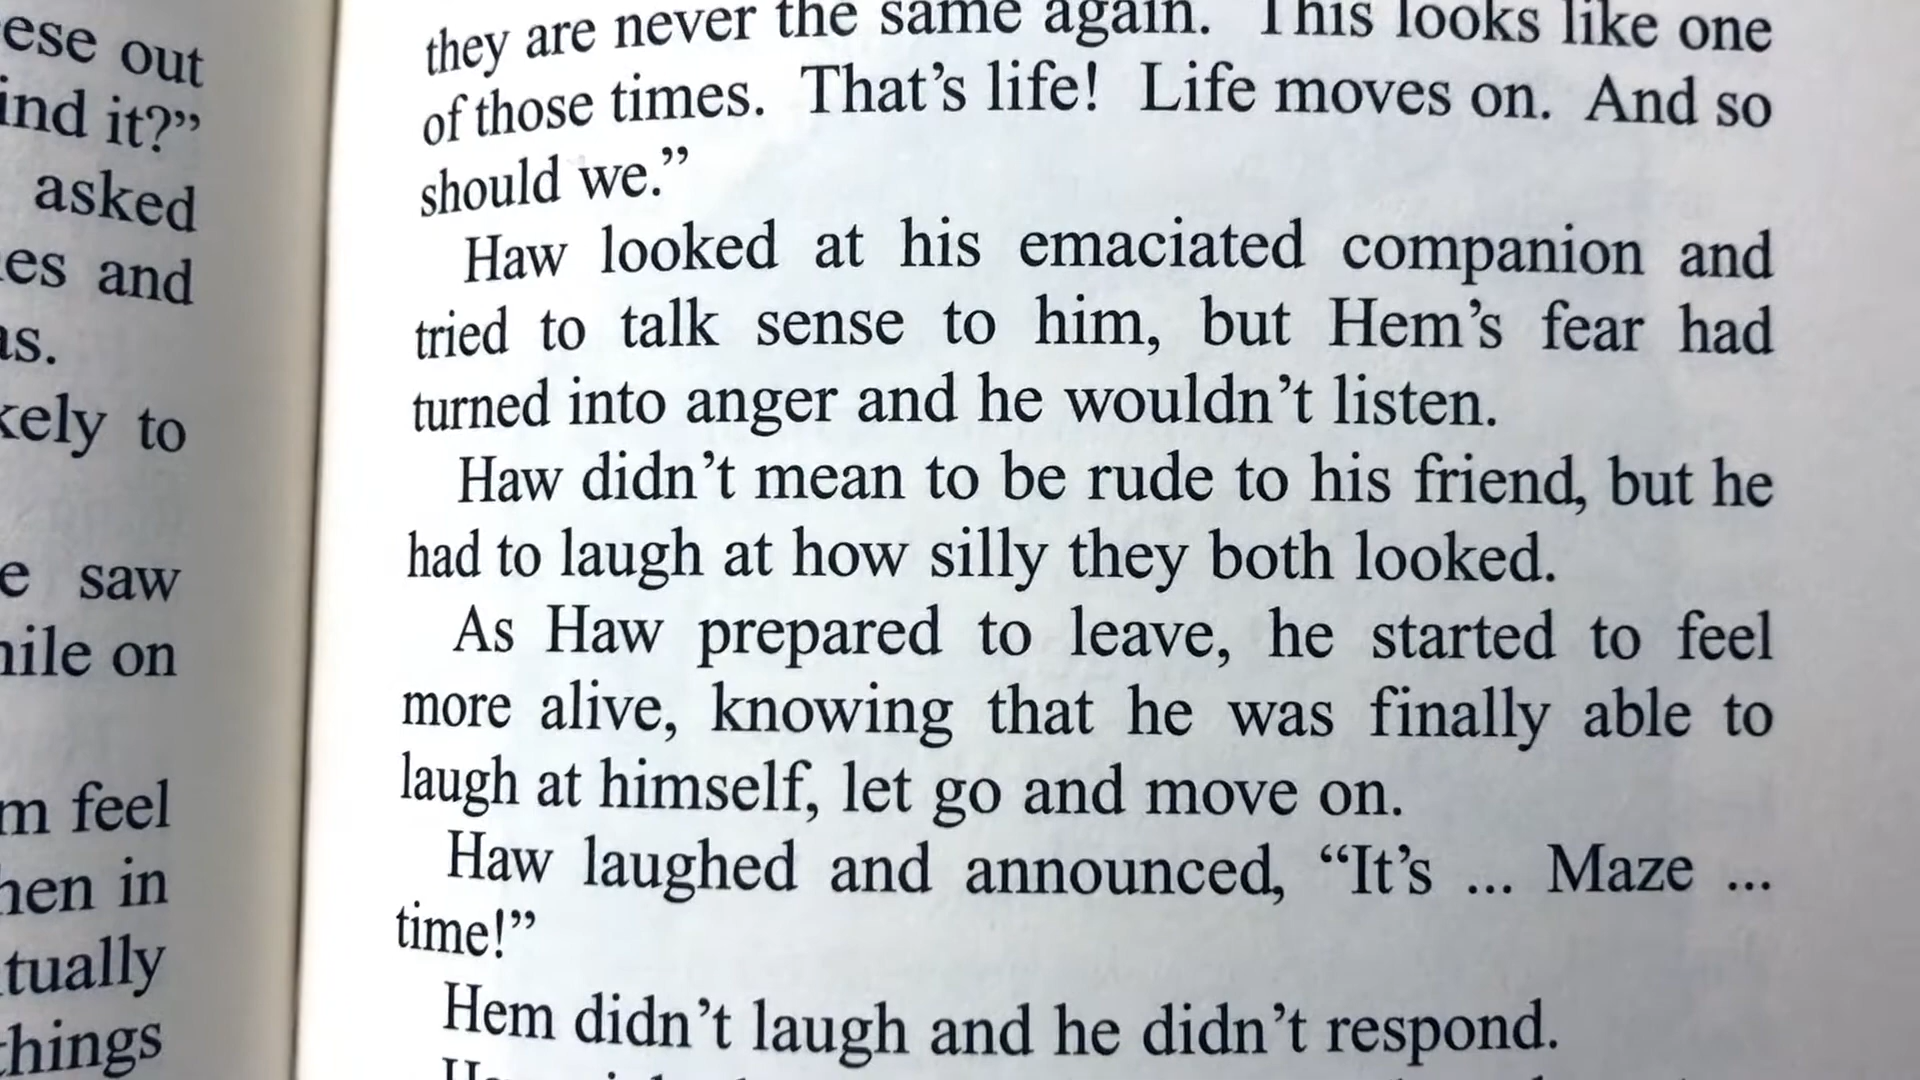 ese out
ind it?”
asked
es and
as.
kely to
e saw
hile on
m feel
hen in
tually
things
they are never the same again. This looks like one
of those times. That’s life! Life moves on. And so
should we.”
Haw looked at his emaciated companion and
tried to talk sense to him, but Hem’s fear had
turned into anger and he wouldn’t listen.
Haw didn’t mean to be rude to his friend, but he
had to laugh at how silly they both looked.
As Haw prepared to leave, he started to feel
more alive, knowing that he was finally able to
laugh at himself, let go and move on.
Haw laughed and announced, “It’s ... Maze ...
time!”
Hem didn’t laugh and he didn’t respond.